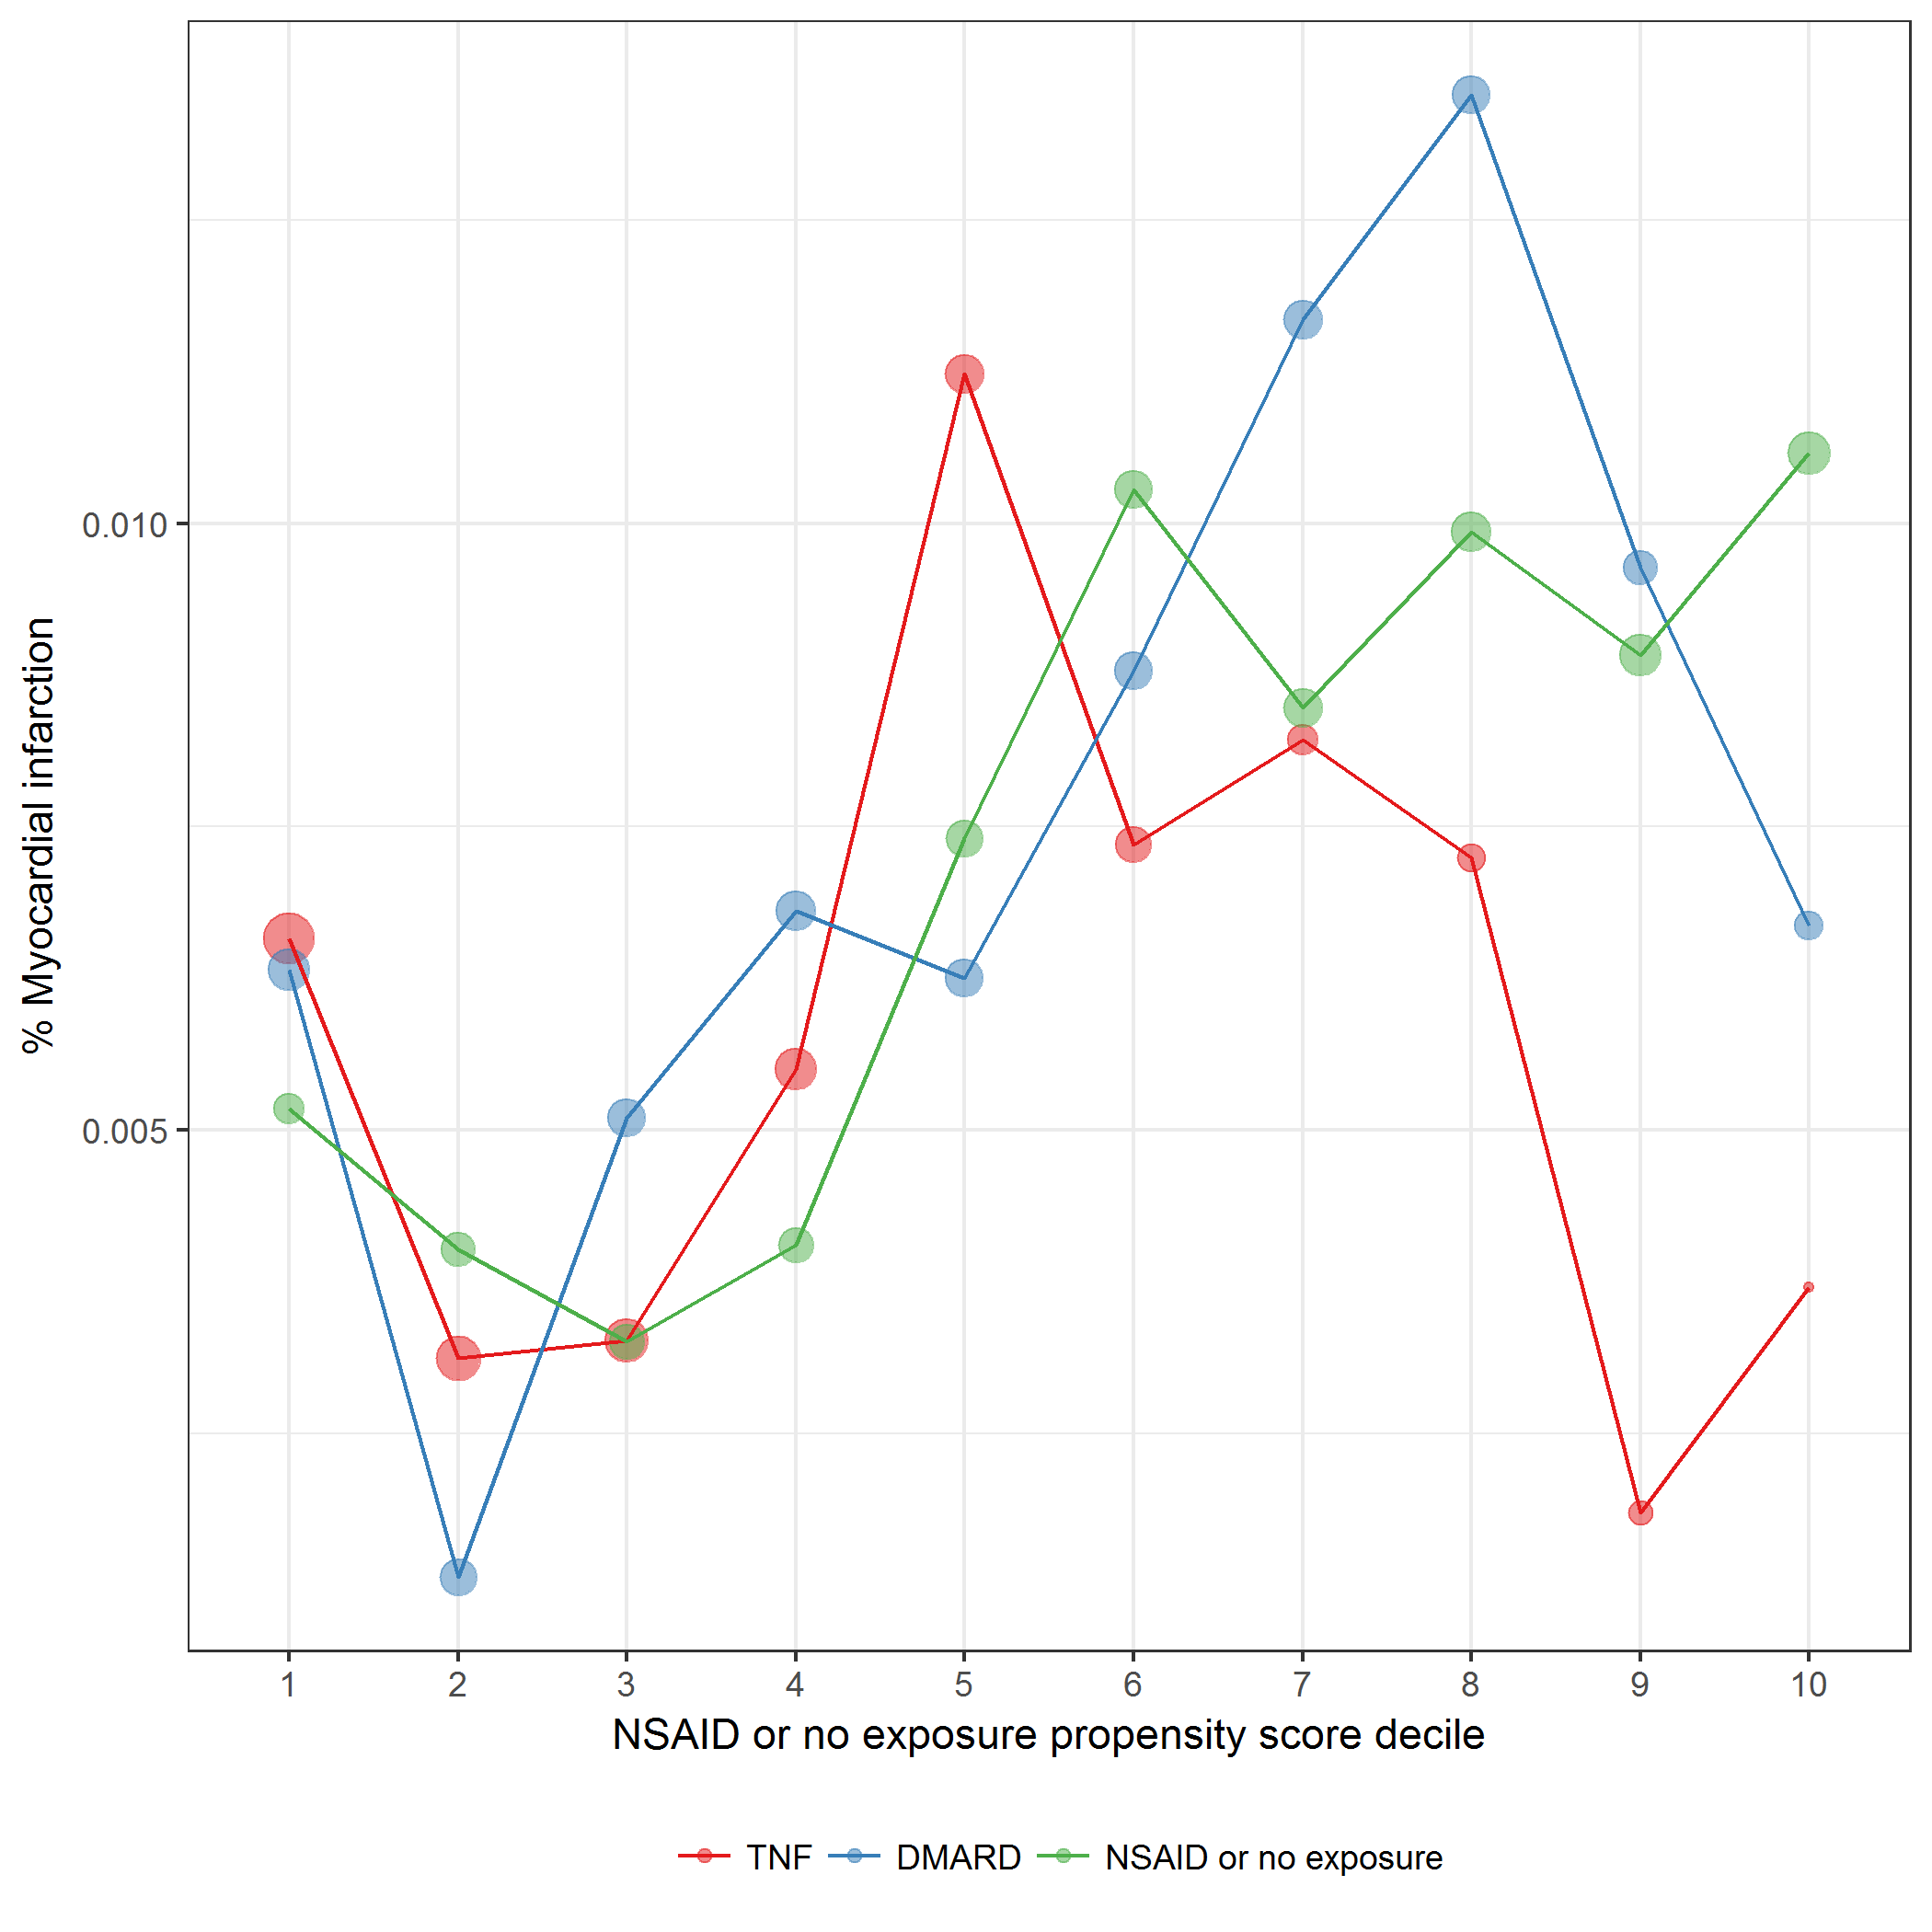 % Myocardial infarction
0.010
0.005
1 2 3 4 5 6 7 8 9 10
NSAID or no exposure propensity score decile
TNF DMARD NSAID or no exposure